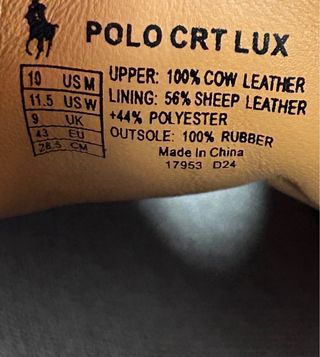 POLO CRT LUX
10 US M
11.5 US W
9 UK
43 EU
28.5 CM
UPPER: 100% COW LEATHER
LINING: 56% SHEEP LEATHER
+44% POLYESTER
OUTSOLE: 100% RUBBER
Made In China
17953 D24